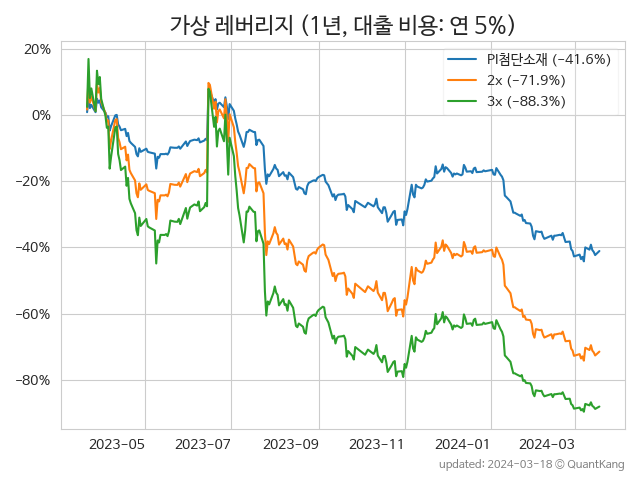 가상 레버리지 (1년, 대출 비용: 연 5%)
PI첨단소재 (−41.6%)
2x (−71.9%)
3x (−88.3%)
20%
0%
−20%
−40%
−60%
−80%
2023-05 2023-07 2023-09 2023-11 2024-01 2024-03
updated: 2024-03-18 © QuantKang